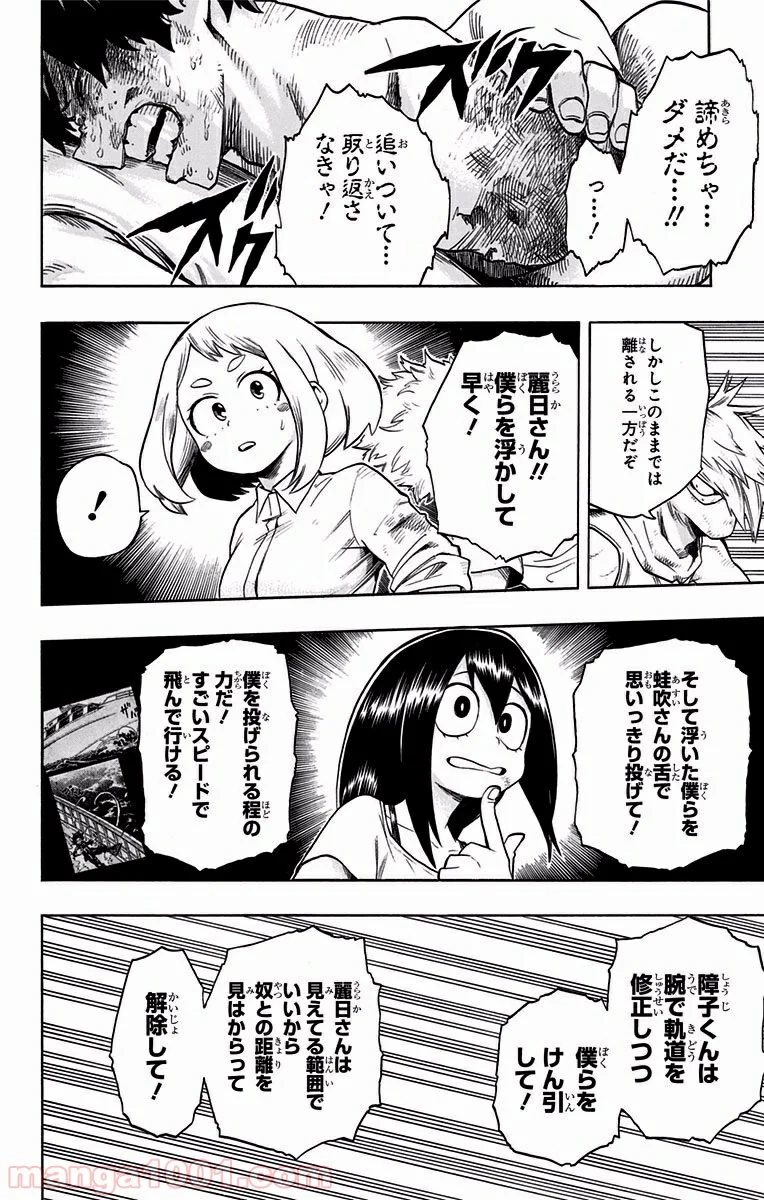 諦めちゃ…
ダメだ…!!
っ…!
追いついて…
取り返さ
なきゃ!
ズズ
ズッ
しかしこのままでは
離される一方だぞ
麗日さん!!
僕らを浮かして
早く!
!
そして浮いた僕らを
蛙吹さんの舌で
思いっきり投げて!
僕を投げられる程の
力だ!
すごいスピードで
飛んで行ける!
障子くんは
腕で軌道を
修正しつつ
僕らを
けん引
して!
麗日さんは
見えてる範囲で
いいから
奴との距離を
見はからって
解除して!
manga1001.com